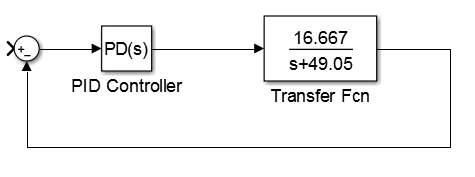 +
−
PD(s)
PID Controller
16.667
s+49.05
Transfer Fcn